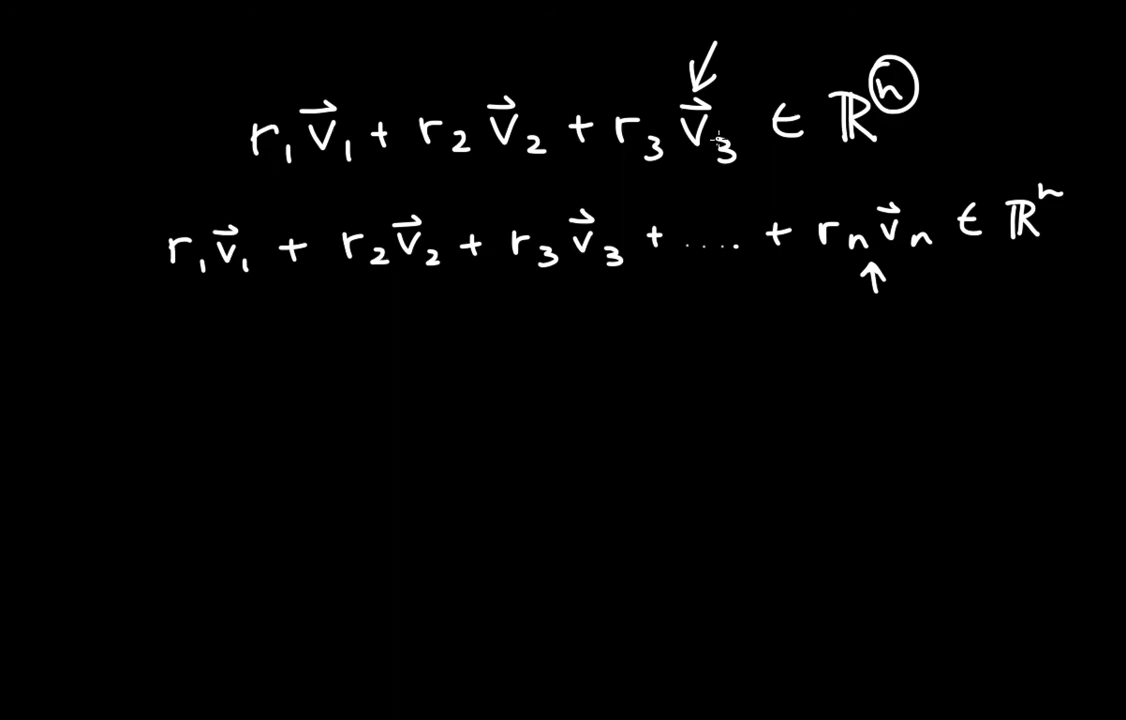 r₁v⃗₁ + r₂v⃗₂ + r₃v⃗₃ ∈ ℝⁿ
r₁v⃗₁ + r₂v⃗₂ + r₃v⃗₃ + .... + rₙv⃗ₙ ∈ ℝⁿ